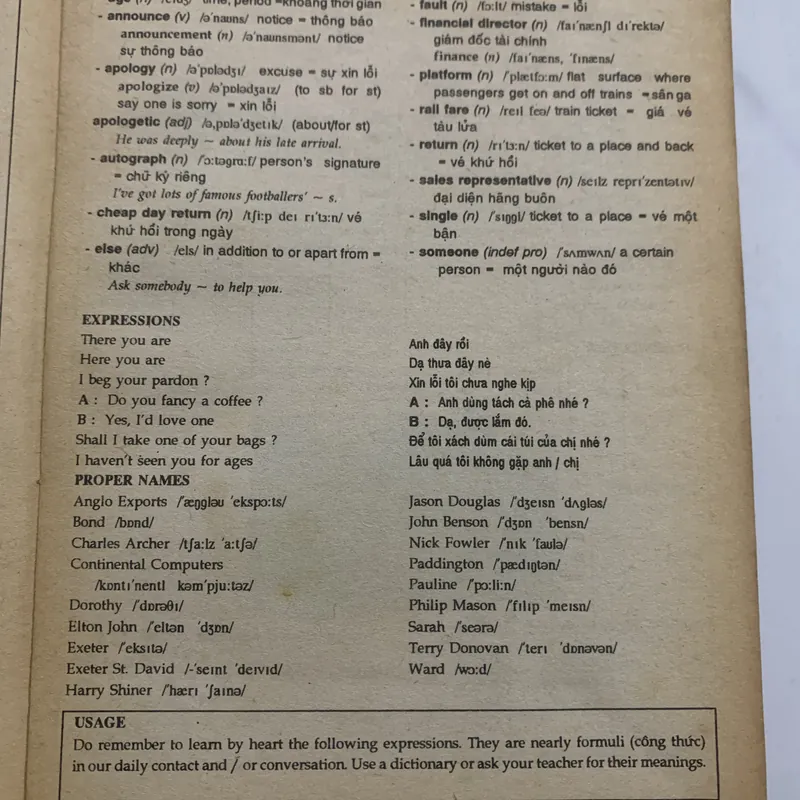 age (n) /eɪdʒ/ time, period =khoảng thời gian
- announce (v) /ə'naʊns/ notice = thông báo
announcement (n) /ə'naʊnsmənt/ notice
sự thông báo
- apology (n) /ə'pɒlədʒɪ/ excuse = sự xin lỗi
apologize (v) /ə'pɒlədʒaɪz/ (to sb for st)
say one is sorry = xin lỗi
apologetic (adj) /ə,pɒlə'dʒetɪk/ (about/for st)
He was deeply ~ about his late arrival.
- autograph (n) /'ɔ:təgrɑ:f/ person's signature
= chữ ký riêng
I've got lots of famous footballers' ~ s.
- cheap day return (n) /tʃi:p deɪ rɪ'tɜ:n/ vé
khứ hồi trong ngày
- else (adv) /els/ in addition to or apart from =
khác
Ask somebody ~ to help you.
- fault (n) /fɔ:lt/ mistake = lỗi
- financial director (n) /faɪ'nænʃl dɪ'rektə/
giám đốc tài chính
finance (n) /faɪ'næns, 'fɪnæns/
- platform (n) /'plætfɔ:m/ flat surface where
passengers get on and off trains = sân ga
- rail fare (n) /reɪl feə/ train ticket = giá vé
tàu lửa
- return (n) /rɪ'tɜ:n/ ticket to a place and back
= vé khứ hồi
- sales representative (n) /seɪlz reprɪ'zentətɪv/
đại diện hãng buôn
- single (n) /'sɪŋgl/ ticket to a place = vé một
bận
- someone (indef pro) /'sʌmwʌn/ a certain
person = một người nào đó
EXPRESSIONS
There you are
Here you are
I beg your pardon ?
A : Do you fancy a coffee ?
B : Yes, I'd love one
Shall I take one of your bags ?
I haven't seen you for ages
Anh đây rồi
Dạ thưa đây nè
Xin lỗi tôi chưa nghe kịp
A : Anh dùng tách cà phê nhé ?
B : Dạ, được lắm đó.
Để tôi xách dùm cái túi của chị nhé ?
Lâu quá tôi không gặp anh / chị
PROPER NAMES
Anglo Exports /'æŋgləʊ 'ekspɔ:ts/
Bond /bɒnd/
Charles Archer /tʃa:lz 'a:tʃə/
Continental Computers
/kɒntɪ'nentl kəm'pju:təz/
Dorothy /'dɒrəθɪ/
Elton John /'eltən 'dʒɒn/
Exeter /'eksɪtə/
Exeter St. David /-'seɪnt 'deɪvɪd/
Harry Shiner /'hærɪ 'ʃaɪnə/
Jason Douglas /'dʒeɪsn 'dʌgləs/
John Benson /'dʒɒn 'bensn/
Nick Fowler /'nɪk 'faʊlə/
Paddington /'pædɪŋtən/
Pauline /'pɔ:li:n/
Philip Mason /'fɪlɪp 'meɪsn/
Sarah /'seərə/
Terry Donovan /'terɪ 'dɒnəvən/
Ward /wɔ:d/
USAGE
Do remember to learn by heart the following expressions. They are nearly formuli (công thức)
in our daily contact and / or conversation. Use a dictionary or ask your teacher for their meanings.